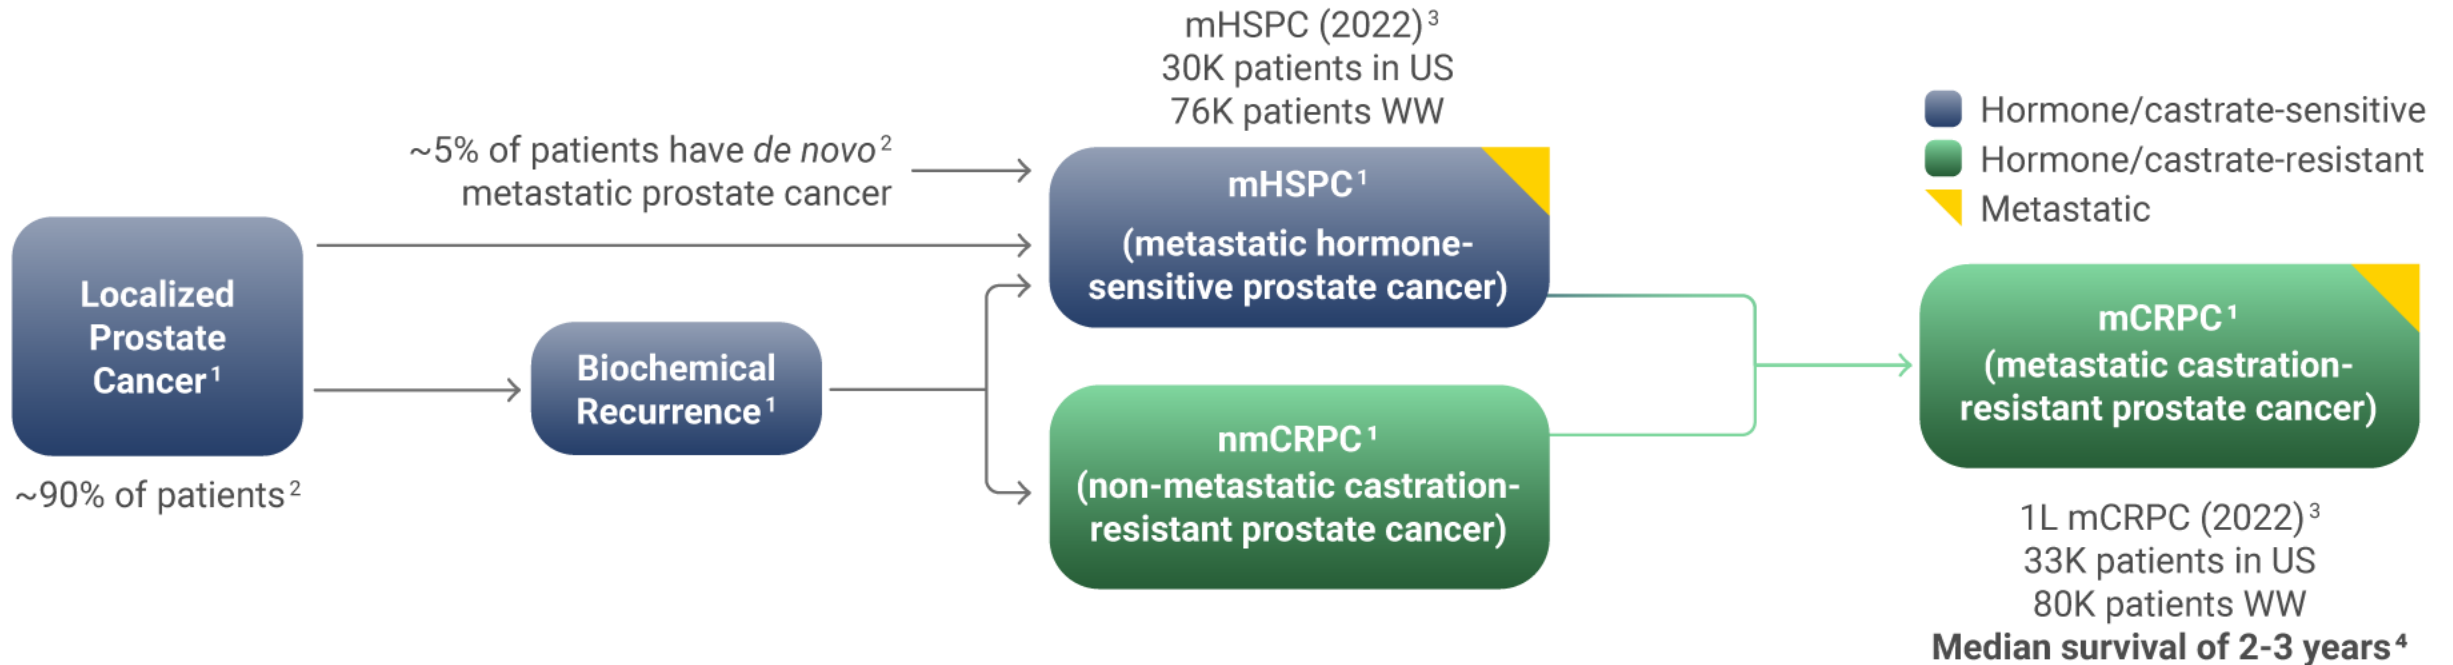 mHSPC (2022)³
30K patients in US
76K patients WW
Hormone/castrate-sensitive
Hormone/castrate-resistant
Metastatic
~5% of patients have de novo²
metastatic prostate cancer
mHSPC¹
(metastatic hormone-
sensitive prostate cancer)
Localized
Prostate
Cancer¹
~90% of patients²
Biochemical
Recurrence¹
nmCRPC¹
(non-metastatic castration-
resistant prostate cancer)
mCRPC¹
(metastatic castration-
resistant prostate cancer)
1L mCRPC (2022)³
33K patients in US
80K patients WW
Median survival of 2-3 years⁴